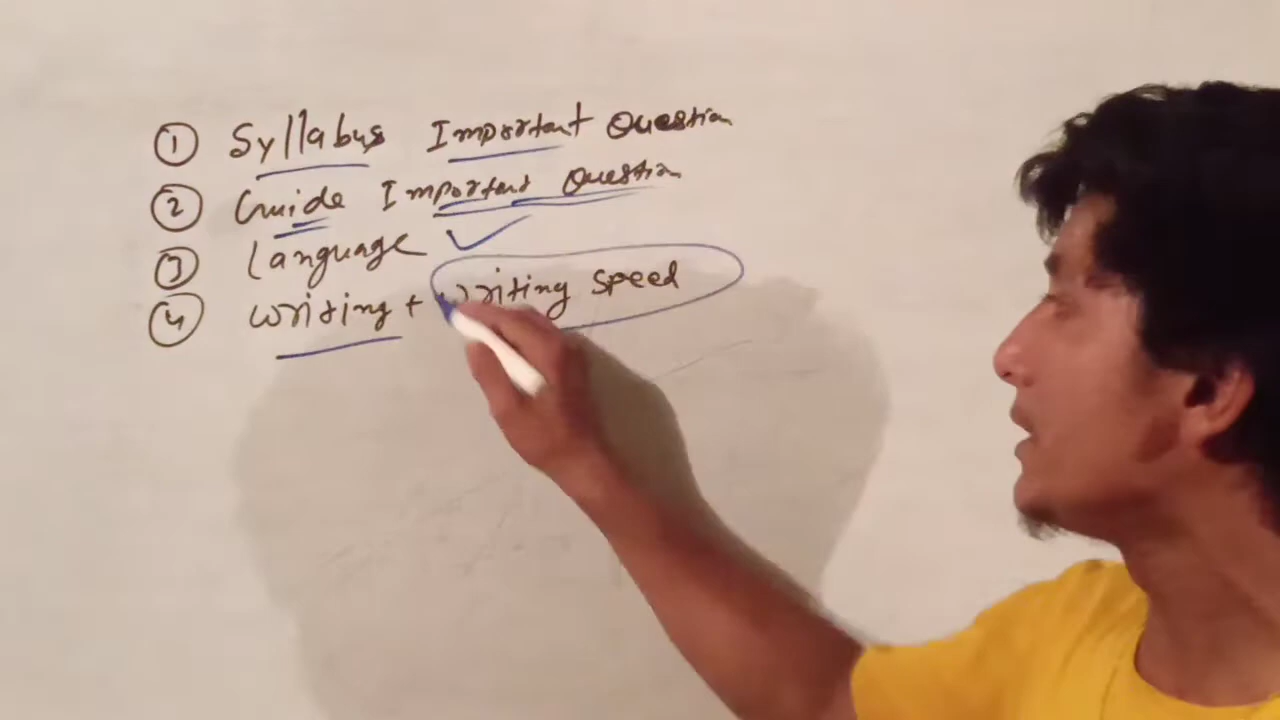 ① Syllabus Important Question
② Guide Important Question
③ Language
④ writing + writing speed